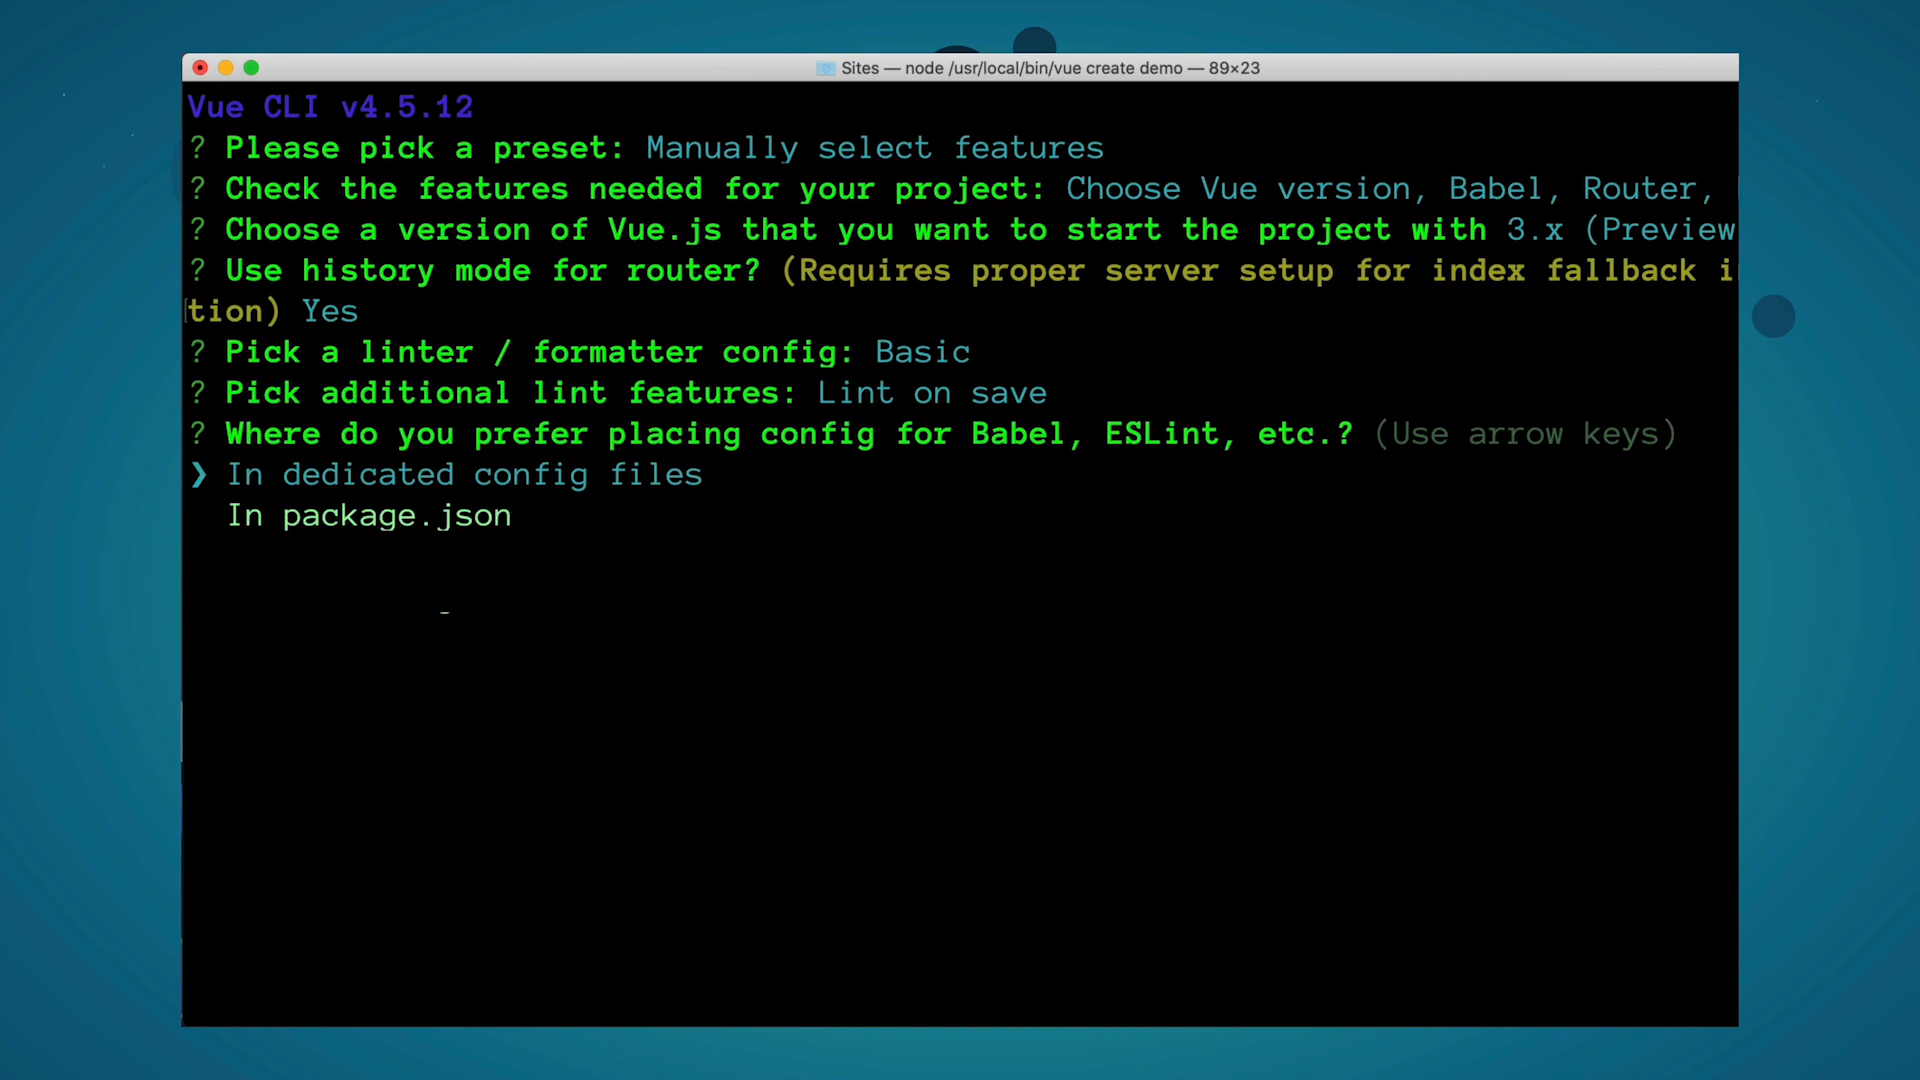 Sites — node /usr/local/bin/vue create demo — 89×23
Vue CLI v4.5.12
? Please pick a preset: Manually select features
? Check the features needed for your project: Choose Vue version, Babel, Router,
? Choose a version of Vue.js that you want to start the project with 3.x (Preview
? Use history mode for router? (Requires proper server setup for index fallback i
tion) Yes
? Pick a linter / formatter config: Basic
? Pick additional lint features: Lint on save
? Where do you prefer placing config for Babel, ESLint, etc.? (Use arrow keys)
❯ In dedicated config files
In package.json